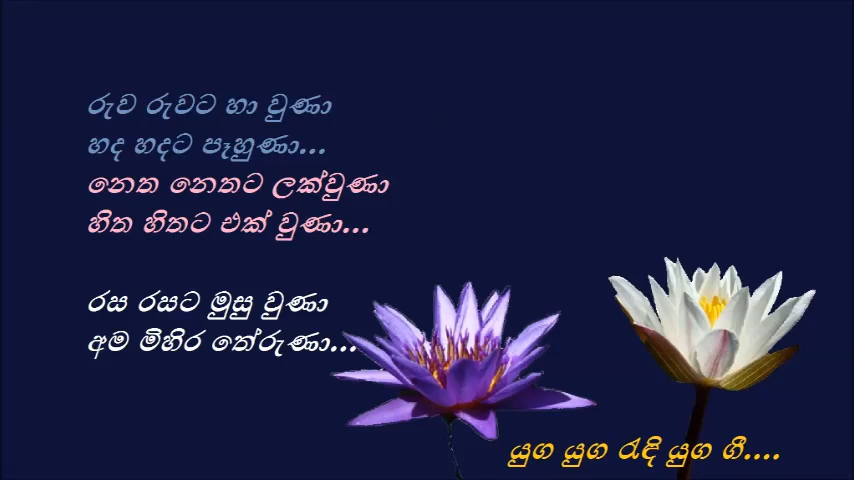 රුව රුවට හා වුණා
හද හදට පෑහුණා...
නෙත නෙතට ලක්වුණා
හිත හිතට එක් වුණා...
රස රසට මුසු වුණා
අම මිහිර තේරුණා...
යුග යුග රැඳි යුග ගී....